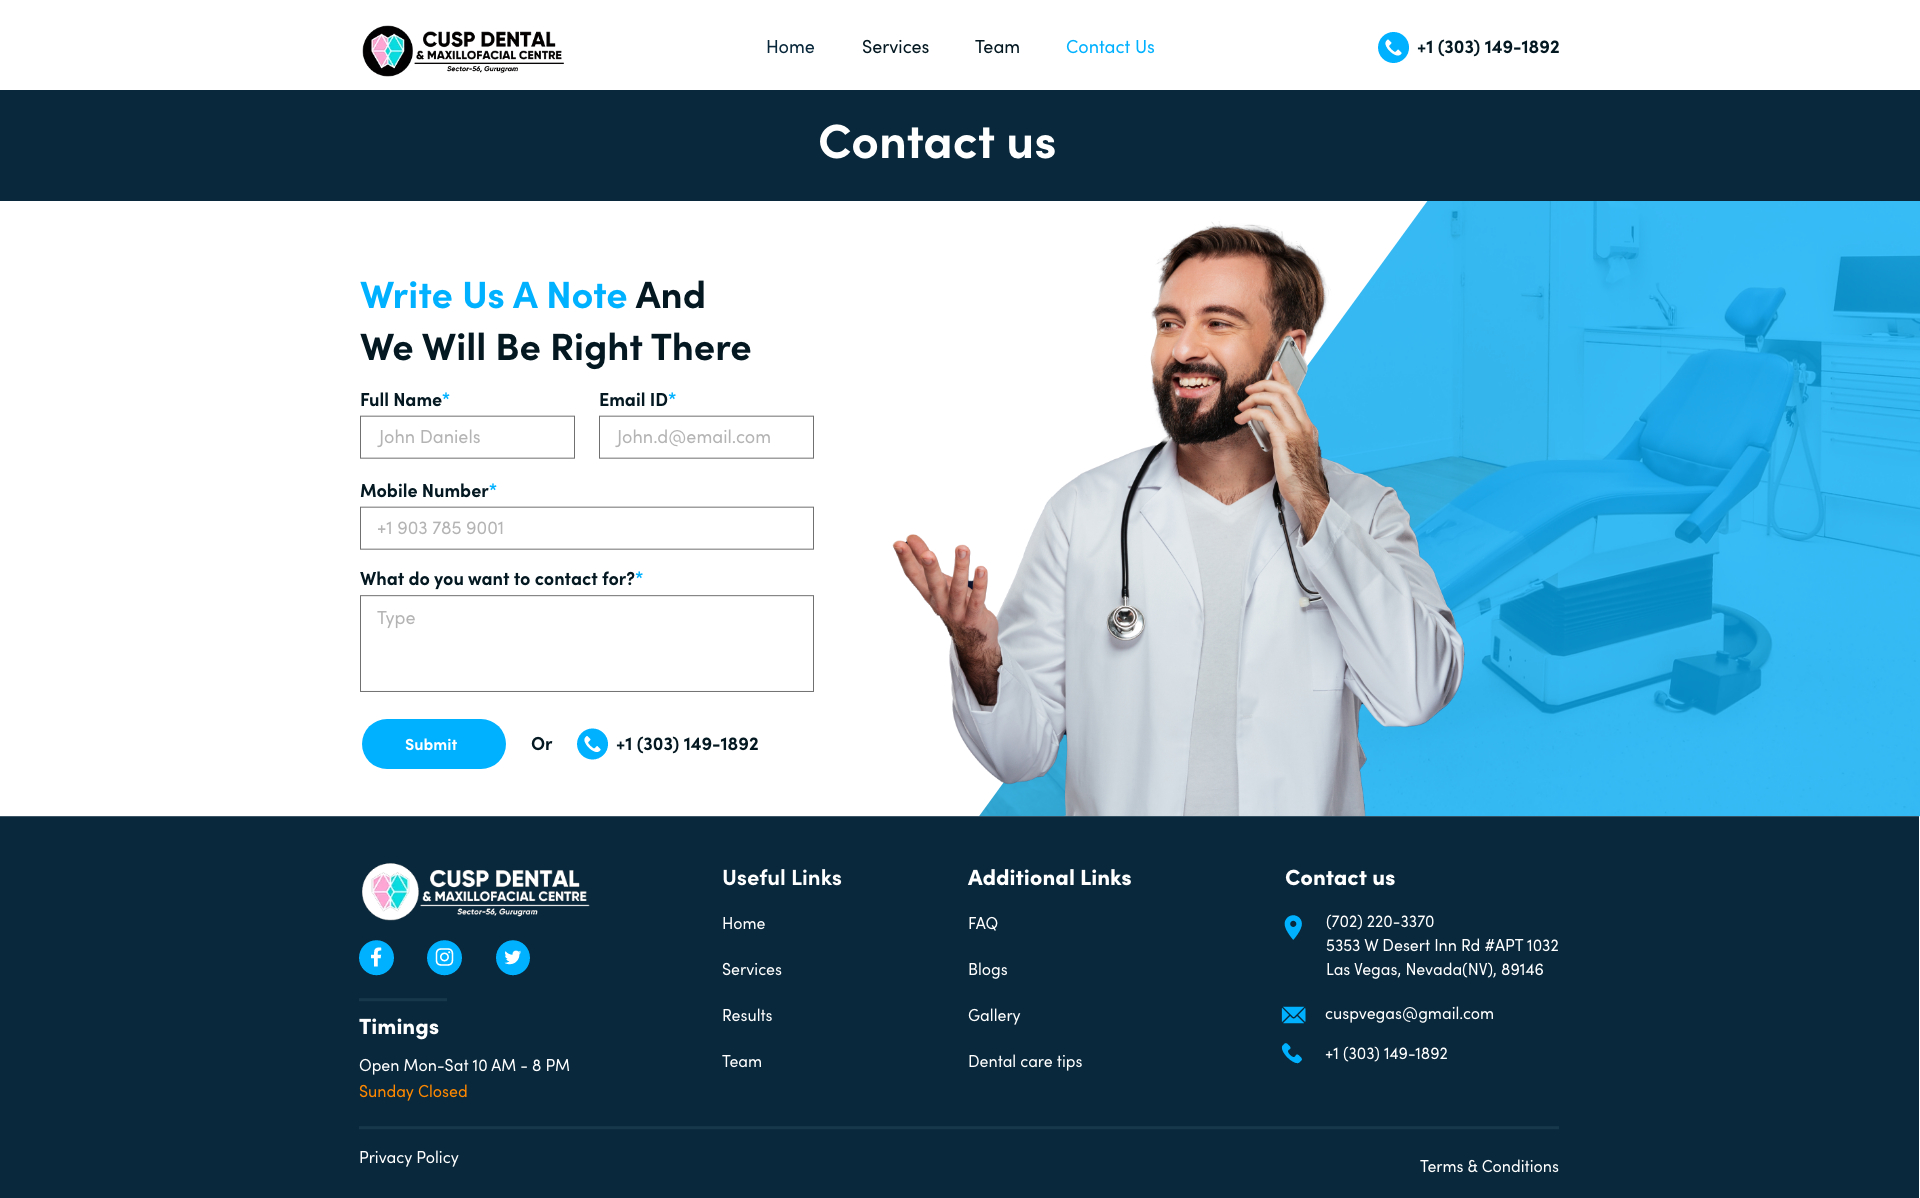 CUSP DENTAL
& MAXILLOFACIAL CENTRE
Sector-56, Gurugram
Home
Services
Team
Contact Us
+1 (303) 149-1892
Contact us
Write Us A Note And
We Will Be Right There
Full Name*
Email ID*
John Daniels
John.d@email.com
Mobile Number*
+1 903 785 9001
What do you want to contact for?*
Type
Submit
Or
+1 (303) 149-1892
CUSP DENTAL
& MAXILLOFACIAL CENTRE
Sector-56, Gurugram
Timings
Open Mon-Sat 10 AM - 8 PM
Sunday Closed
Useful Links
Home
Services
Results
Team
Additional Links
FAQ
Blogs
Gallery
Dental care tips
Contact us
(702) 220-3370
5353 W Desert Inn Rd #APT 1032
Las Vegas, Nevada(NV), 89146
cuspvegas@gmail.com
+1 (303) 149-1892
Privacy Policy
Terms & Conditions